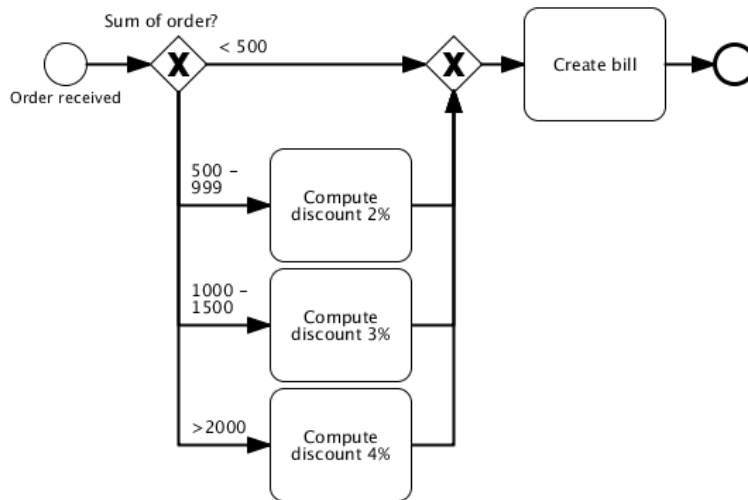 Sum of order?
< 500
Order received
Create bill
500 –
999
Compute
discount 2%
1000 –
1500
Compute
discount 3%
>2000
Compute
discount 4%